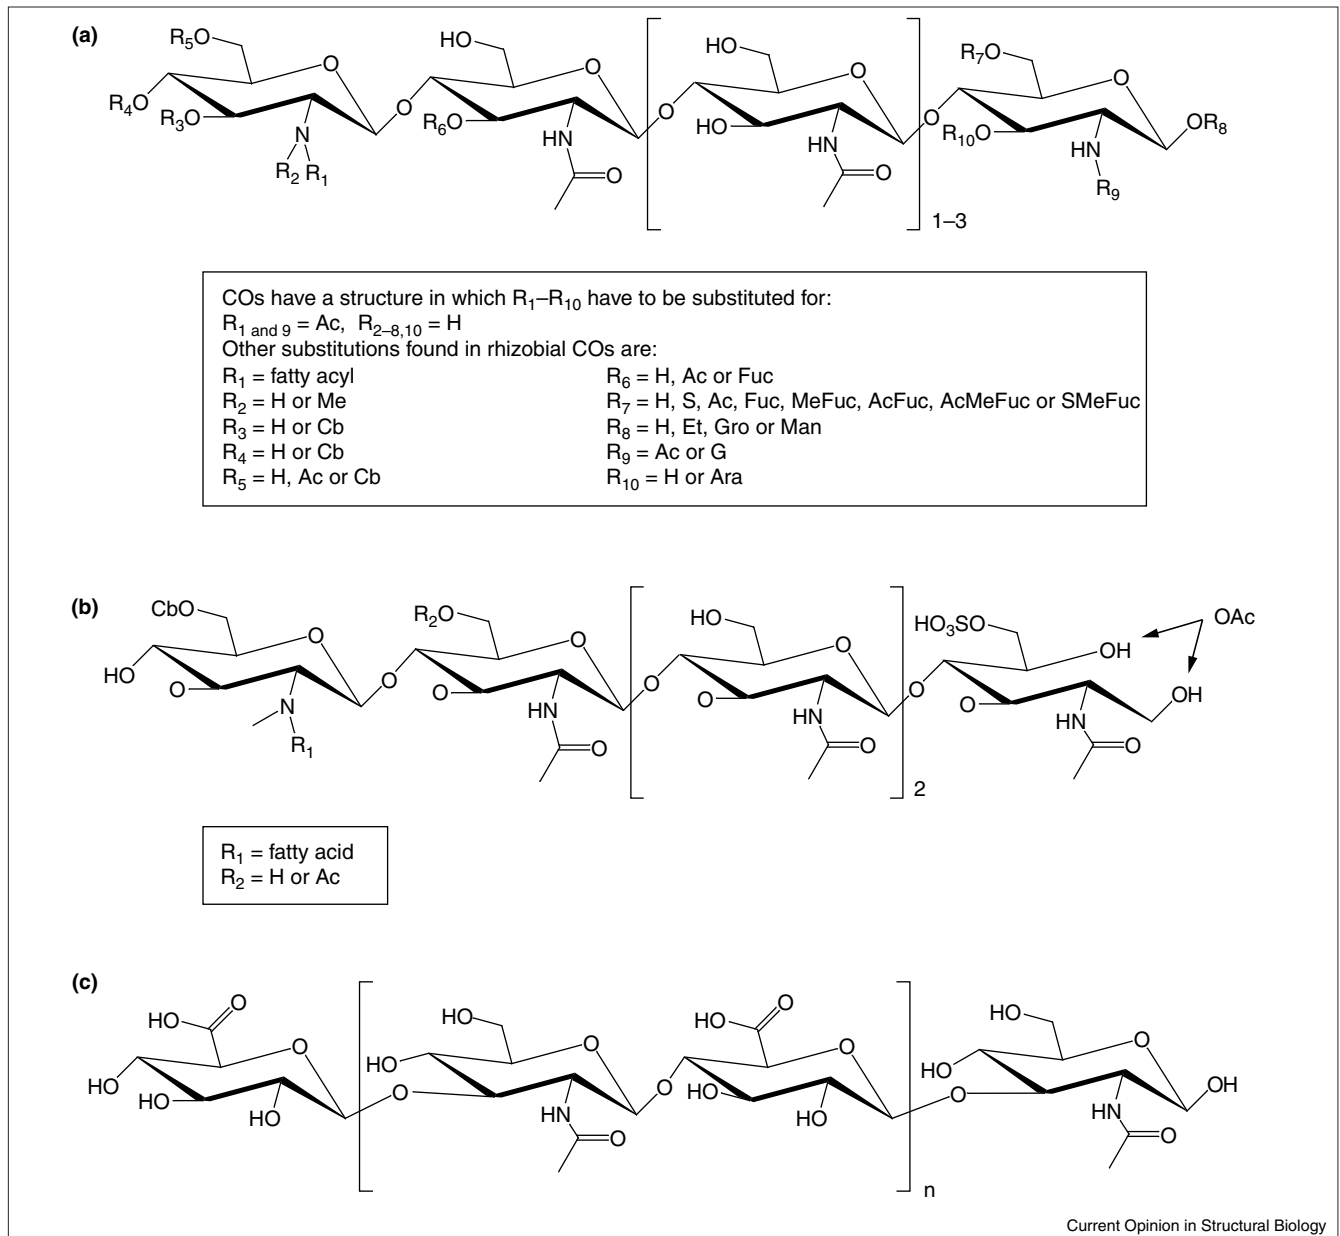 (a)
R5O HO HO R7O
O O O O
R4O R3O O R6O O HO O R10O OR8
N HN HN HN
R2 R1 O O R9
1–3
COs have a structure in which R1–R10 have to be substituted for:
R1 and 9 = Ac, R2–8,10 = H
Other substitutions found in rhizobial COs are:
R1 = fatty acyl
R2 = H or Me
R3 = H or Cb
R4 = H or Cb
R5 = H, Ac or Cb
R6 = H, Ac or Fuc
R7 = H, S, Ac, Fuc, MeFuc, AcFuc, AcMeFuc or SMeFuc
R8 = H, Et, Gro or Man
R9 = Ac or G
R10 = H or Ara
(b)
CbO R2O HO HO3SO OAc
O O O OH
HO O O O O O O O OH
N HN HN HN
R1 O O O
2
R1 = fatty acid
R2 = H or Ac
(c)
HO O HO HO O HO
O O O O
HO HO HO O HO O HO HO O HO OH
HN HN
O O
n
Current Opinion in Structural Biology